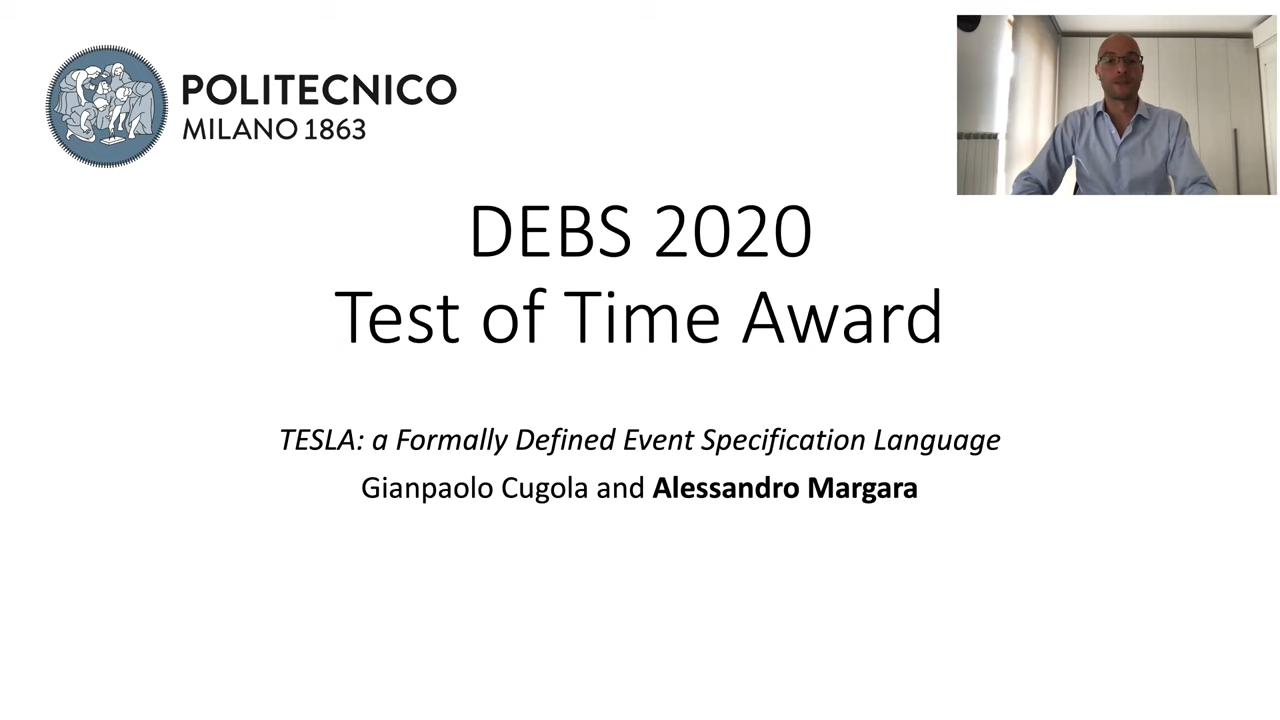 POLITECNICO
MILANO 1863
DEBS 2020
Test of Time Award
TESLA: a Formally Defined Event Specification Language
Gianpaolo Cugola and Alessandro Margara